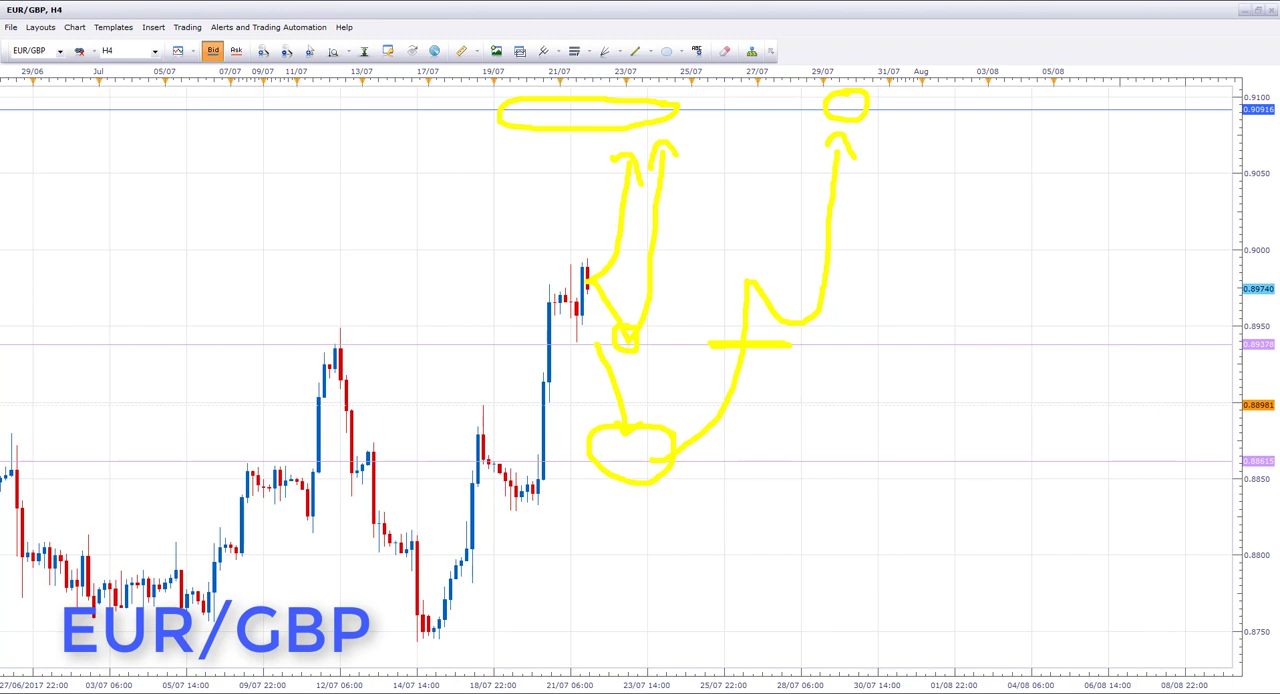 EUR/GBP, H4
File Layouts Chart Templates Insert Trading Alerts and Trading Automation Help
EUR/GBP H4 Bid Ask ABC
29/06 Jul 05/07 07/07 09/07 11/07 13/07 17/07 19/07 21/07 23/07 25/07 27/07 29/07 31/07 Aug 03/08 05/08
0.9100
0.90916
0.9050
0.9000
0.89740
0.8950
0.89378
0.88981
0.88615
0.8850
0.8800
0.8750
EUR/GBP
27/06/2017 22:00 03/07 06:00 05/07 14:00 09/07 22:00 12/07 06:00 14/07 14:00 18/07 22:00 21/07 06:00 23/07 14:00 25/07 22:00 28/07 06:00 30/07 14:00 01/08 22:00 04/08 06:00 06/08 14:00 08/08 22:00